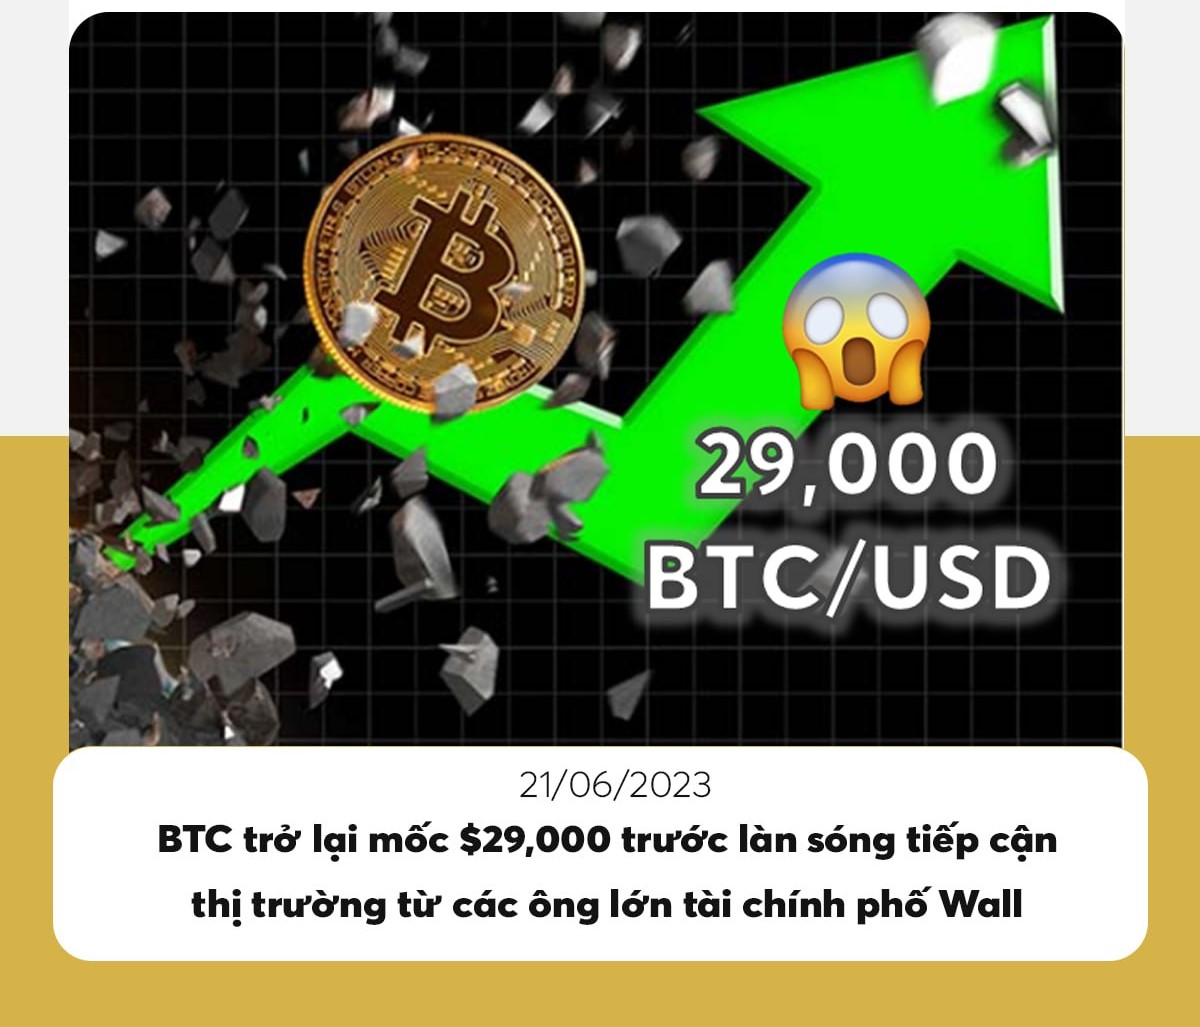 29,000
BTC/USD
21/06/2023
BTC trở lại mốc $29,000 trước làn sóng tiếp cận
thị trường từ các ông lớn tài chính phố Wall